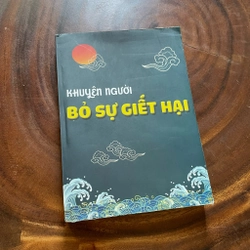 KHUYÊN NGƯỜI
BỎ SỰ GIẾT HẠI